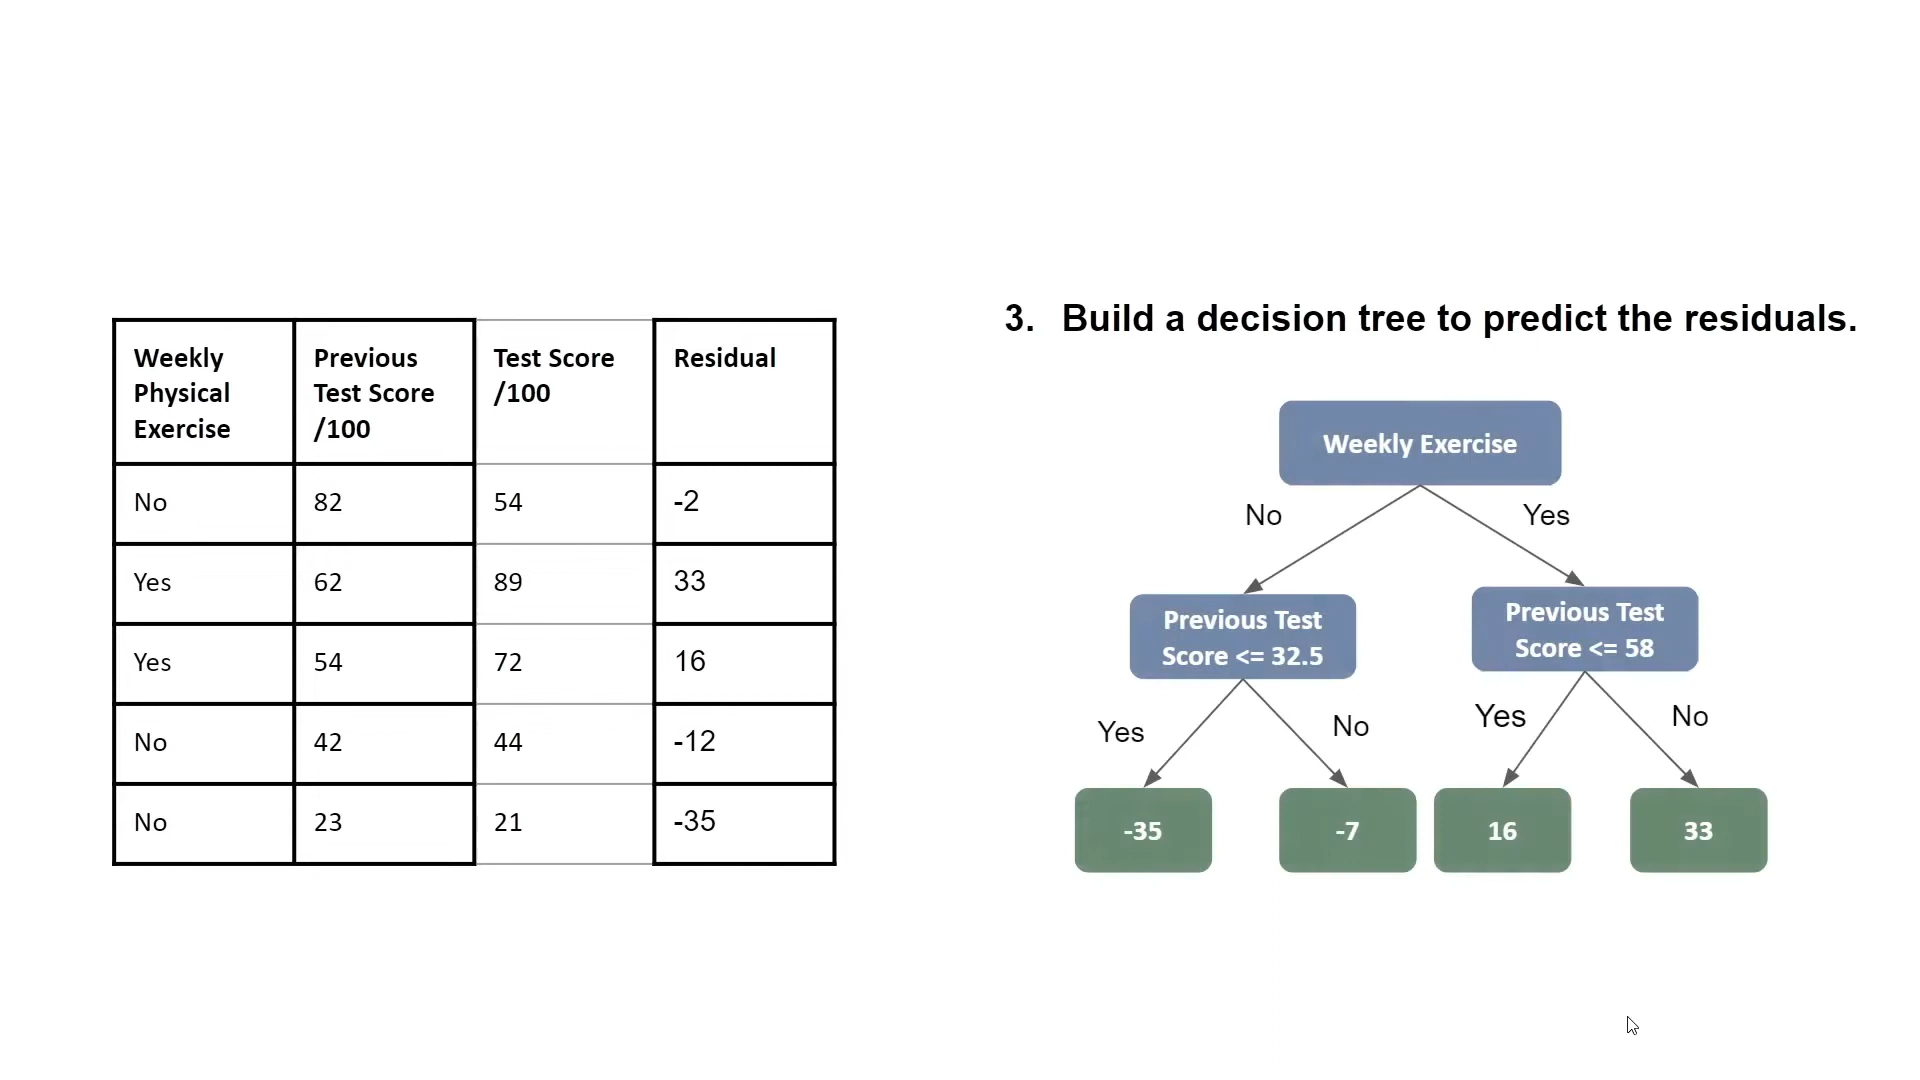 Weekly
Physical
Exercise
Previous
Test Score
/100
Test Score
/100
Residual
No
82
54
-2
Yes
62
89
33
Yes
54
72
16
No
42
44
-12
No
23
21
-35
3. Build a decision tree to predict the residuals.
Weekly Exercise
No
Yes
Previous Test
Score <= 32.5
Previous Test
Score <= 58
Yes
No
Yes
No
-35
-7
16
33